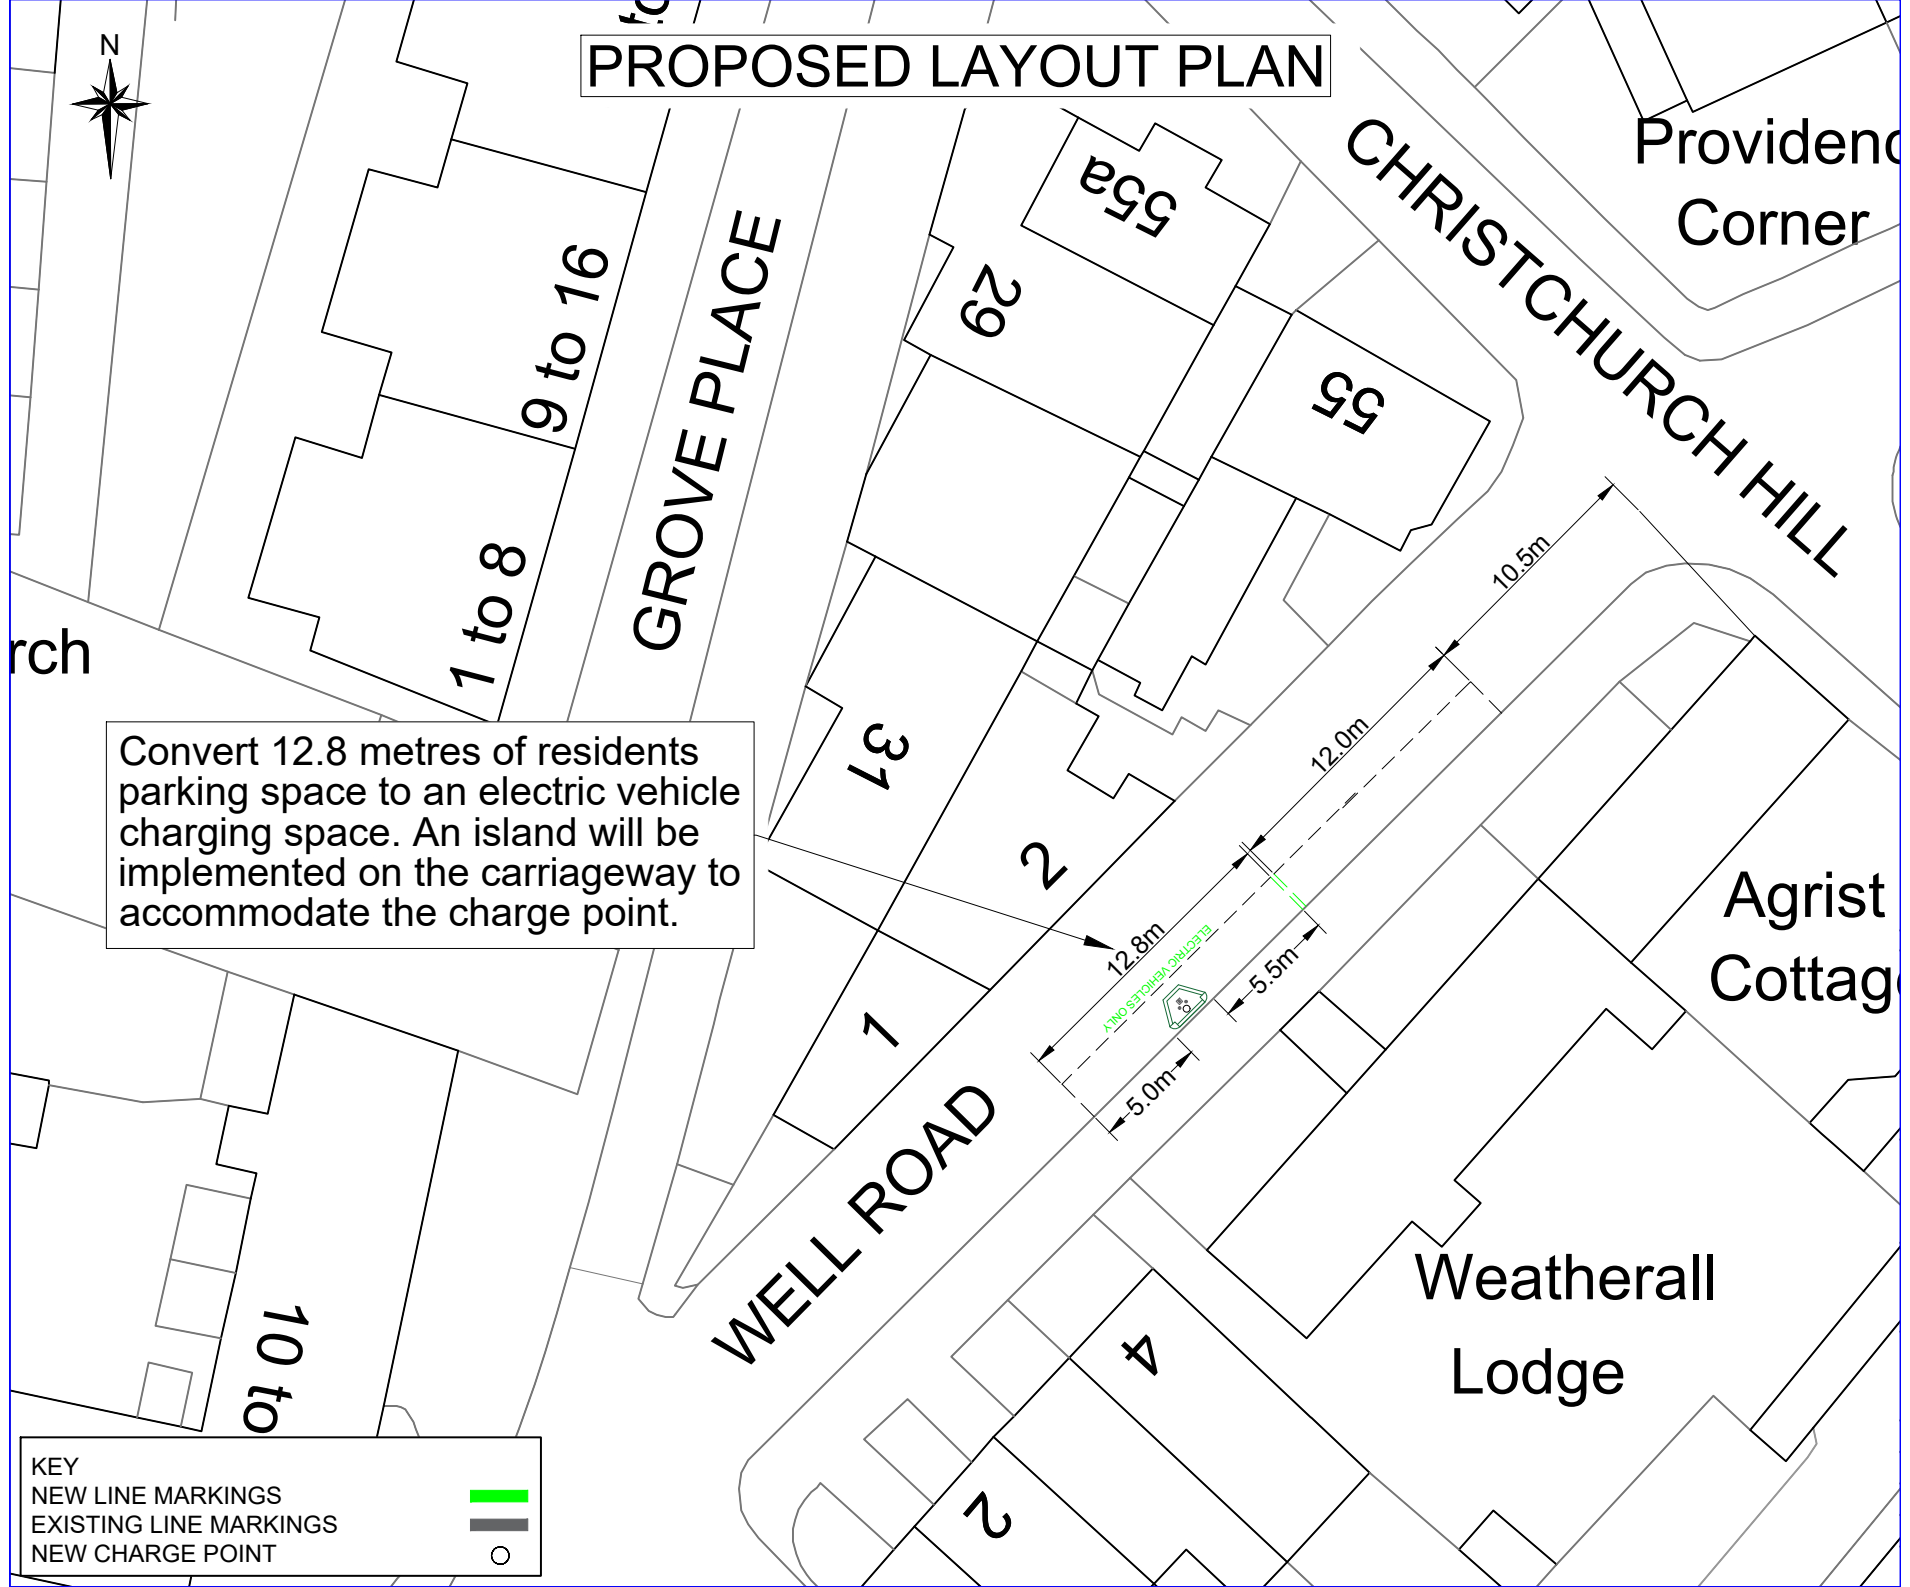 to
N
PROPOSED LAYOUT PLAN
CHRISTCHURCH HILL
Providenc
Corner
55a
29
9 to 16
GROVE PLACE
55
1 to 8
rch
10.5m
12.0m
31
Convert 12.8 metres of residents
parking space to an electric vehicle
charging space. An island will be
implemented on the carriageway to
accommodate the charge point.
2
12.8m
ELECTRIC VEHICLES ONLY
5.5m
5.0m
1
Agrist
Cottag
WELL ROAD
Weatherall
Lodge
4
10 to
2
KEY
NEW LINE MARKINGS
EXISTING LINE MARKINGS
NEW CHARGE POINT